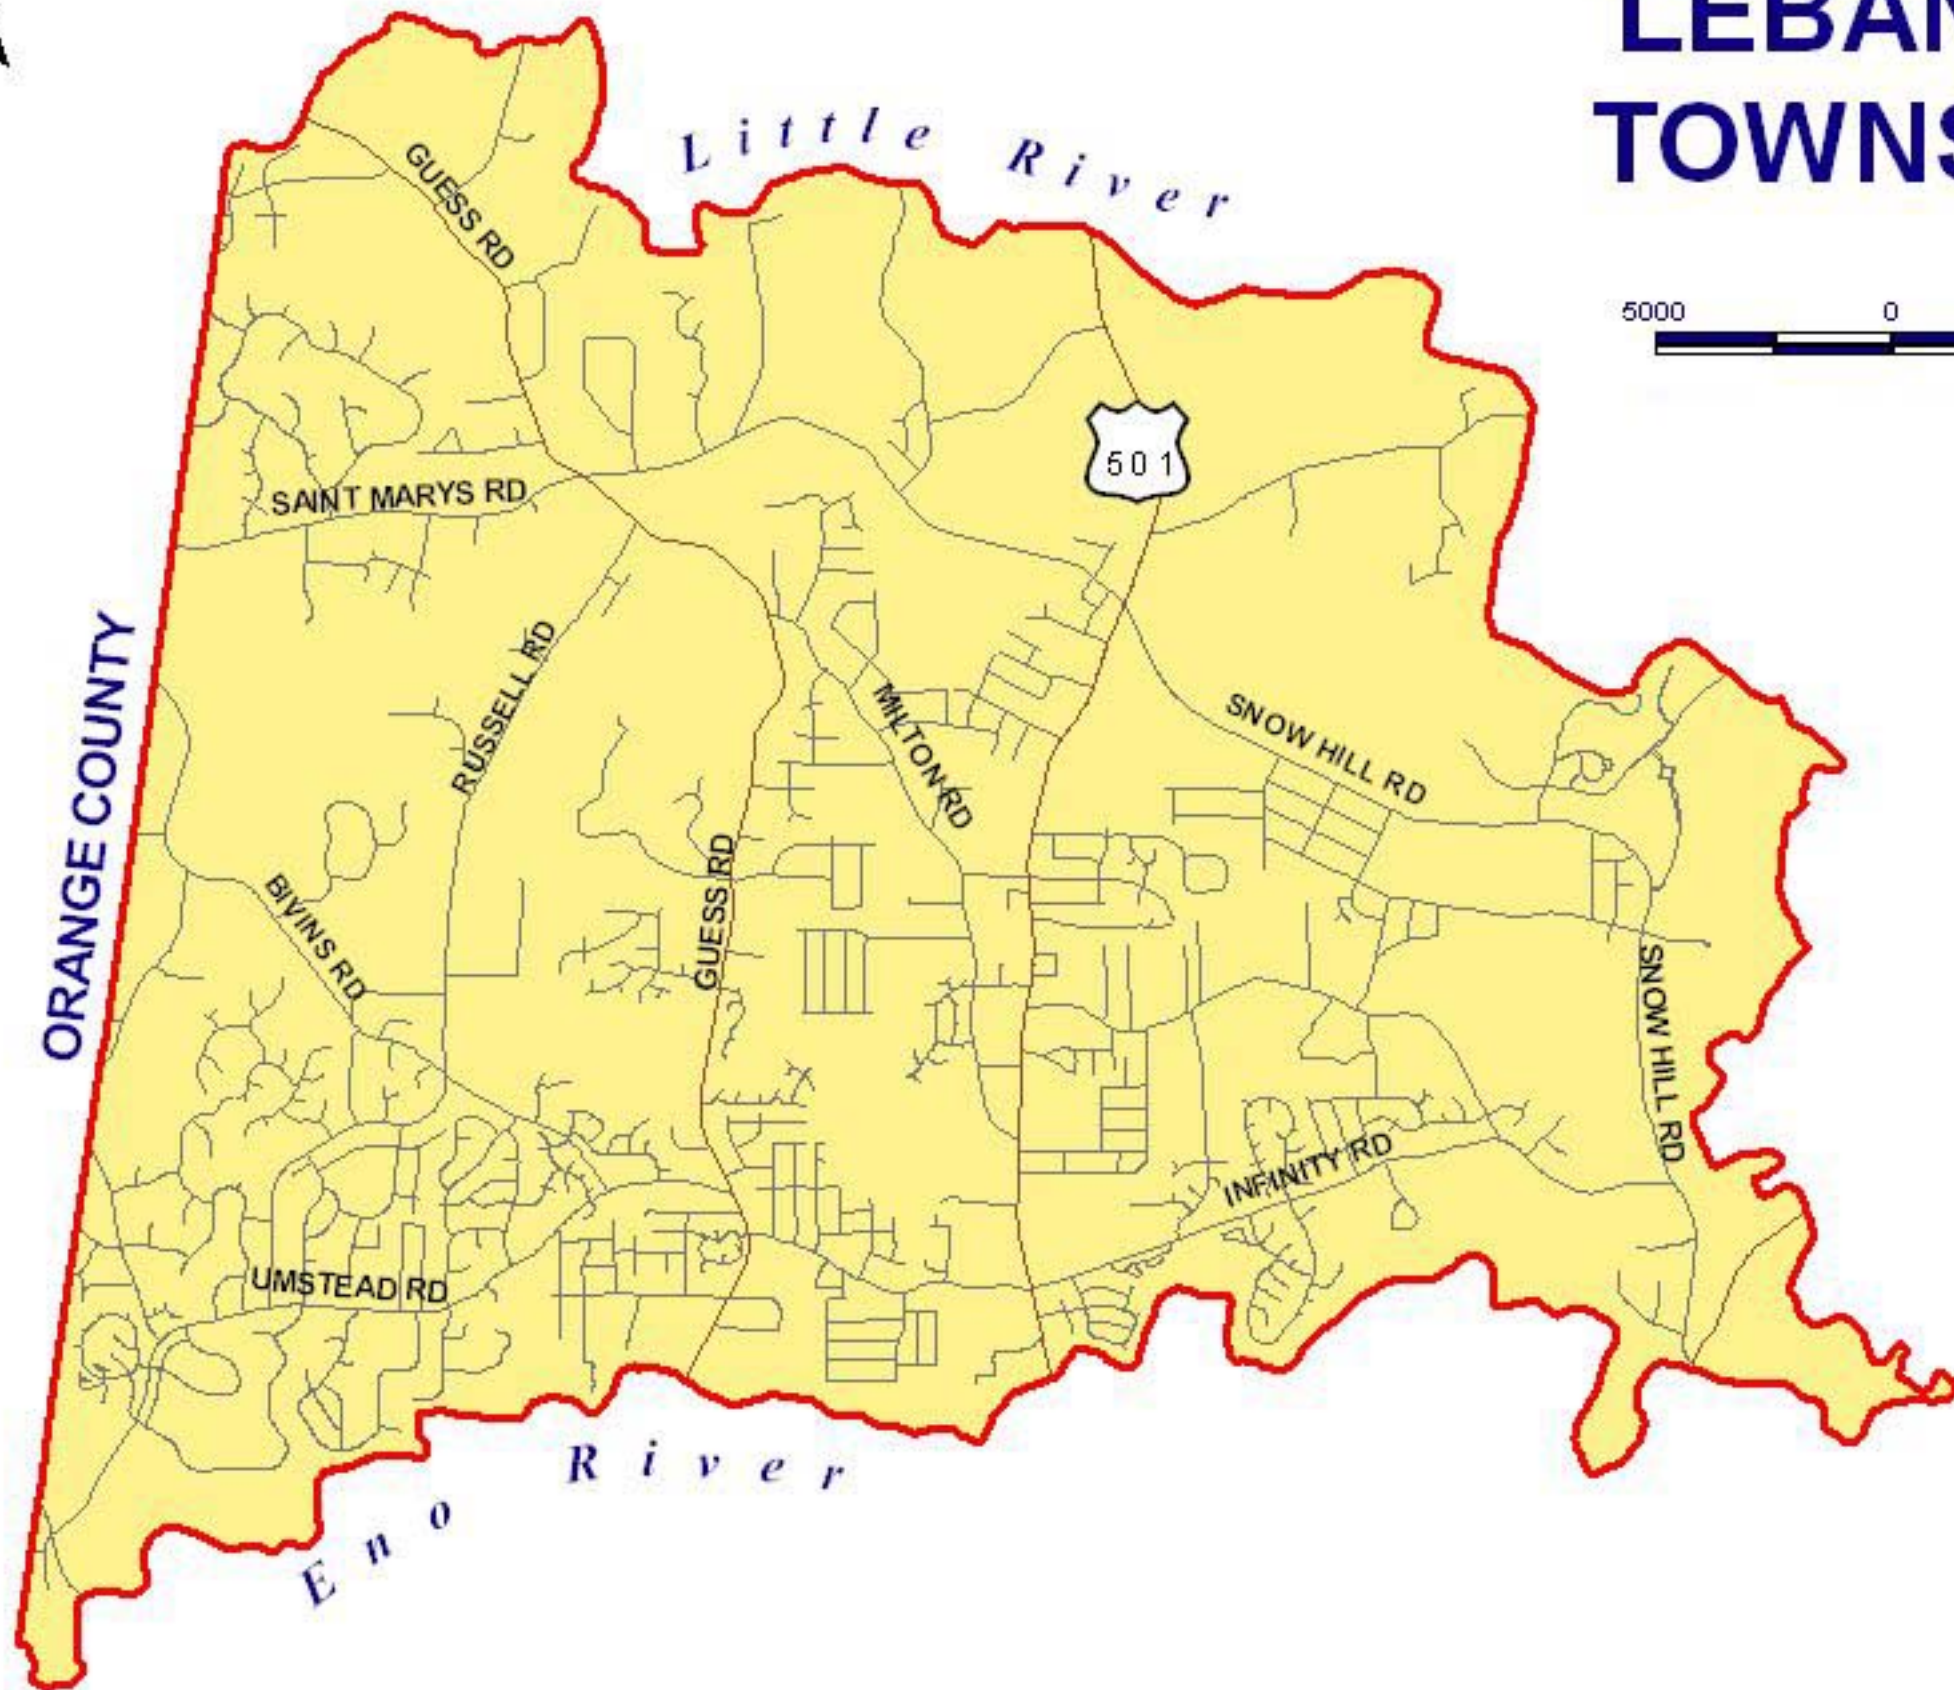 LEBAN
TOWNS
Little River
5000 0
GUESS RD
501
SAINT MARYS RD
ORANGE COUNTY
RUSSELL RD
MILTON RD
SNOW HILL RD
GUESS RD
BIVINS RD
SNOW HILL RD
INFINITY RD
UMSTEAD RD
Eno River